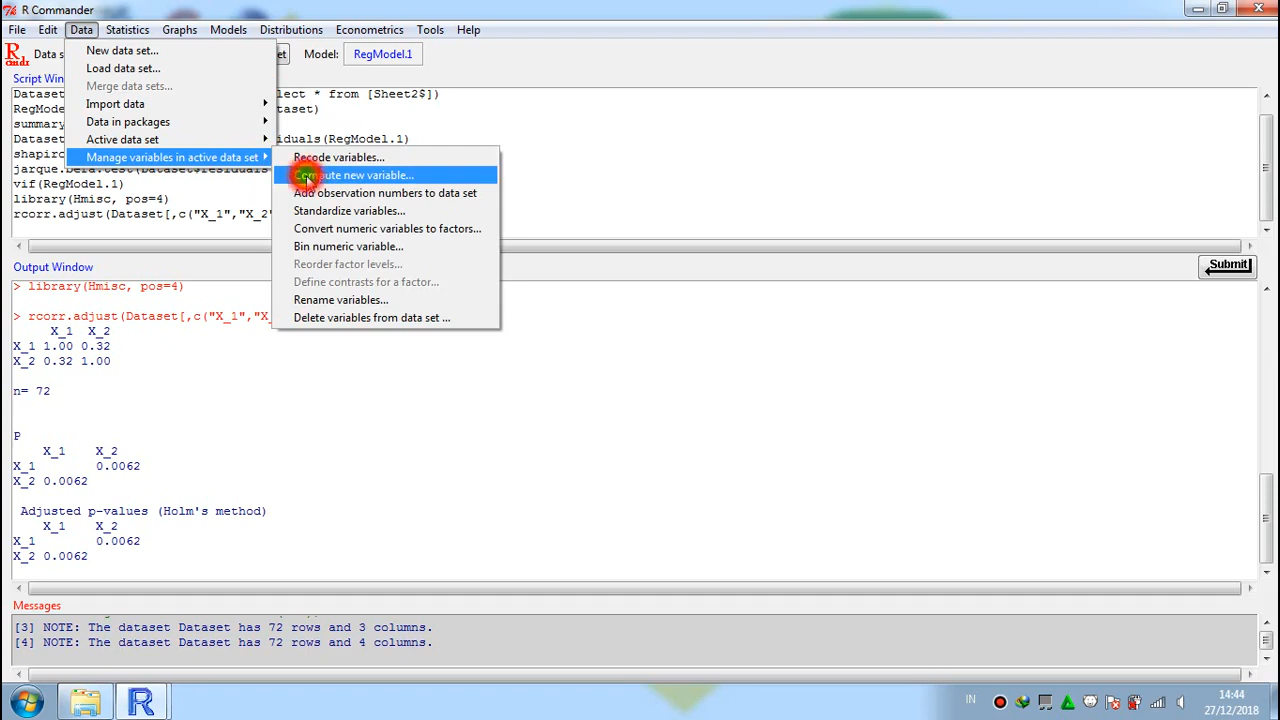 R Commander
File Edit Data Statistics Graphs Models Distributions Econometrics Tools Help
R cmdr Data s et Model: RegModel.1
New data set...
Load data set...
Merge data sets...
Import data
Data in packages
Active data set
Manage variables in active data set
Recode variables...
Compute new variable...
Add observation numbers to data set
Standardize variables...
Convert numeric variables to factors...
Bin numeric variable...
Reorder factor levels...
Define contrasts for a factor...
Rename variables...
Delete variables from data set ...
Script Win
Dataset lect * from [Sheet2$])
RegMode taset)
summary
Dataset iduals(RegModel.1)
shapiro
jarque.bera.test(Dataset$residuals
vif(RegModel.1)
library(Hmisc, pos=4)
rcorr.adjust(Dataset[,c("X_1","X_2"
Output Window
Submit
> library(Hmisc, pos=4)
> rcorr.adjust(Dataset[,c("X_1","X_
X_1 X_2
X_1 1.00 0.32
X_2 0.32 1.00
n= 72
P
X_1 X_2
X_1 0.0062
X_2 0.0062
Adjusted p-values (Holm's method)
X_1 X_2
X_1 0.0062
X_2 0.0062
Messages
[3] NOTE: The dataset Dataset has 72 rows and 3 columns.
[4] NOTE: The dataset Dataset has 72 rows and 4 columns.
IN
14:44
27/12/2018